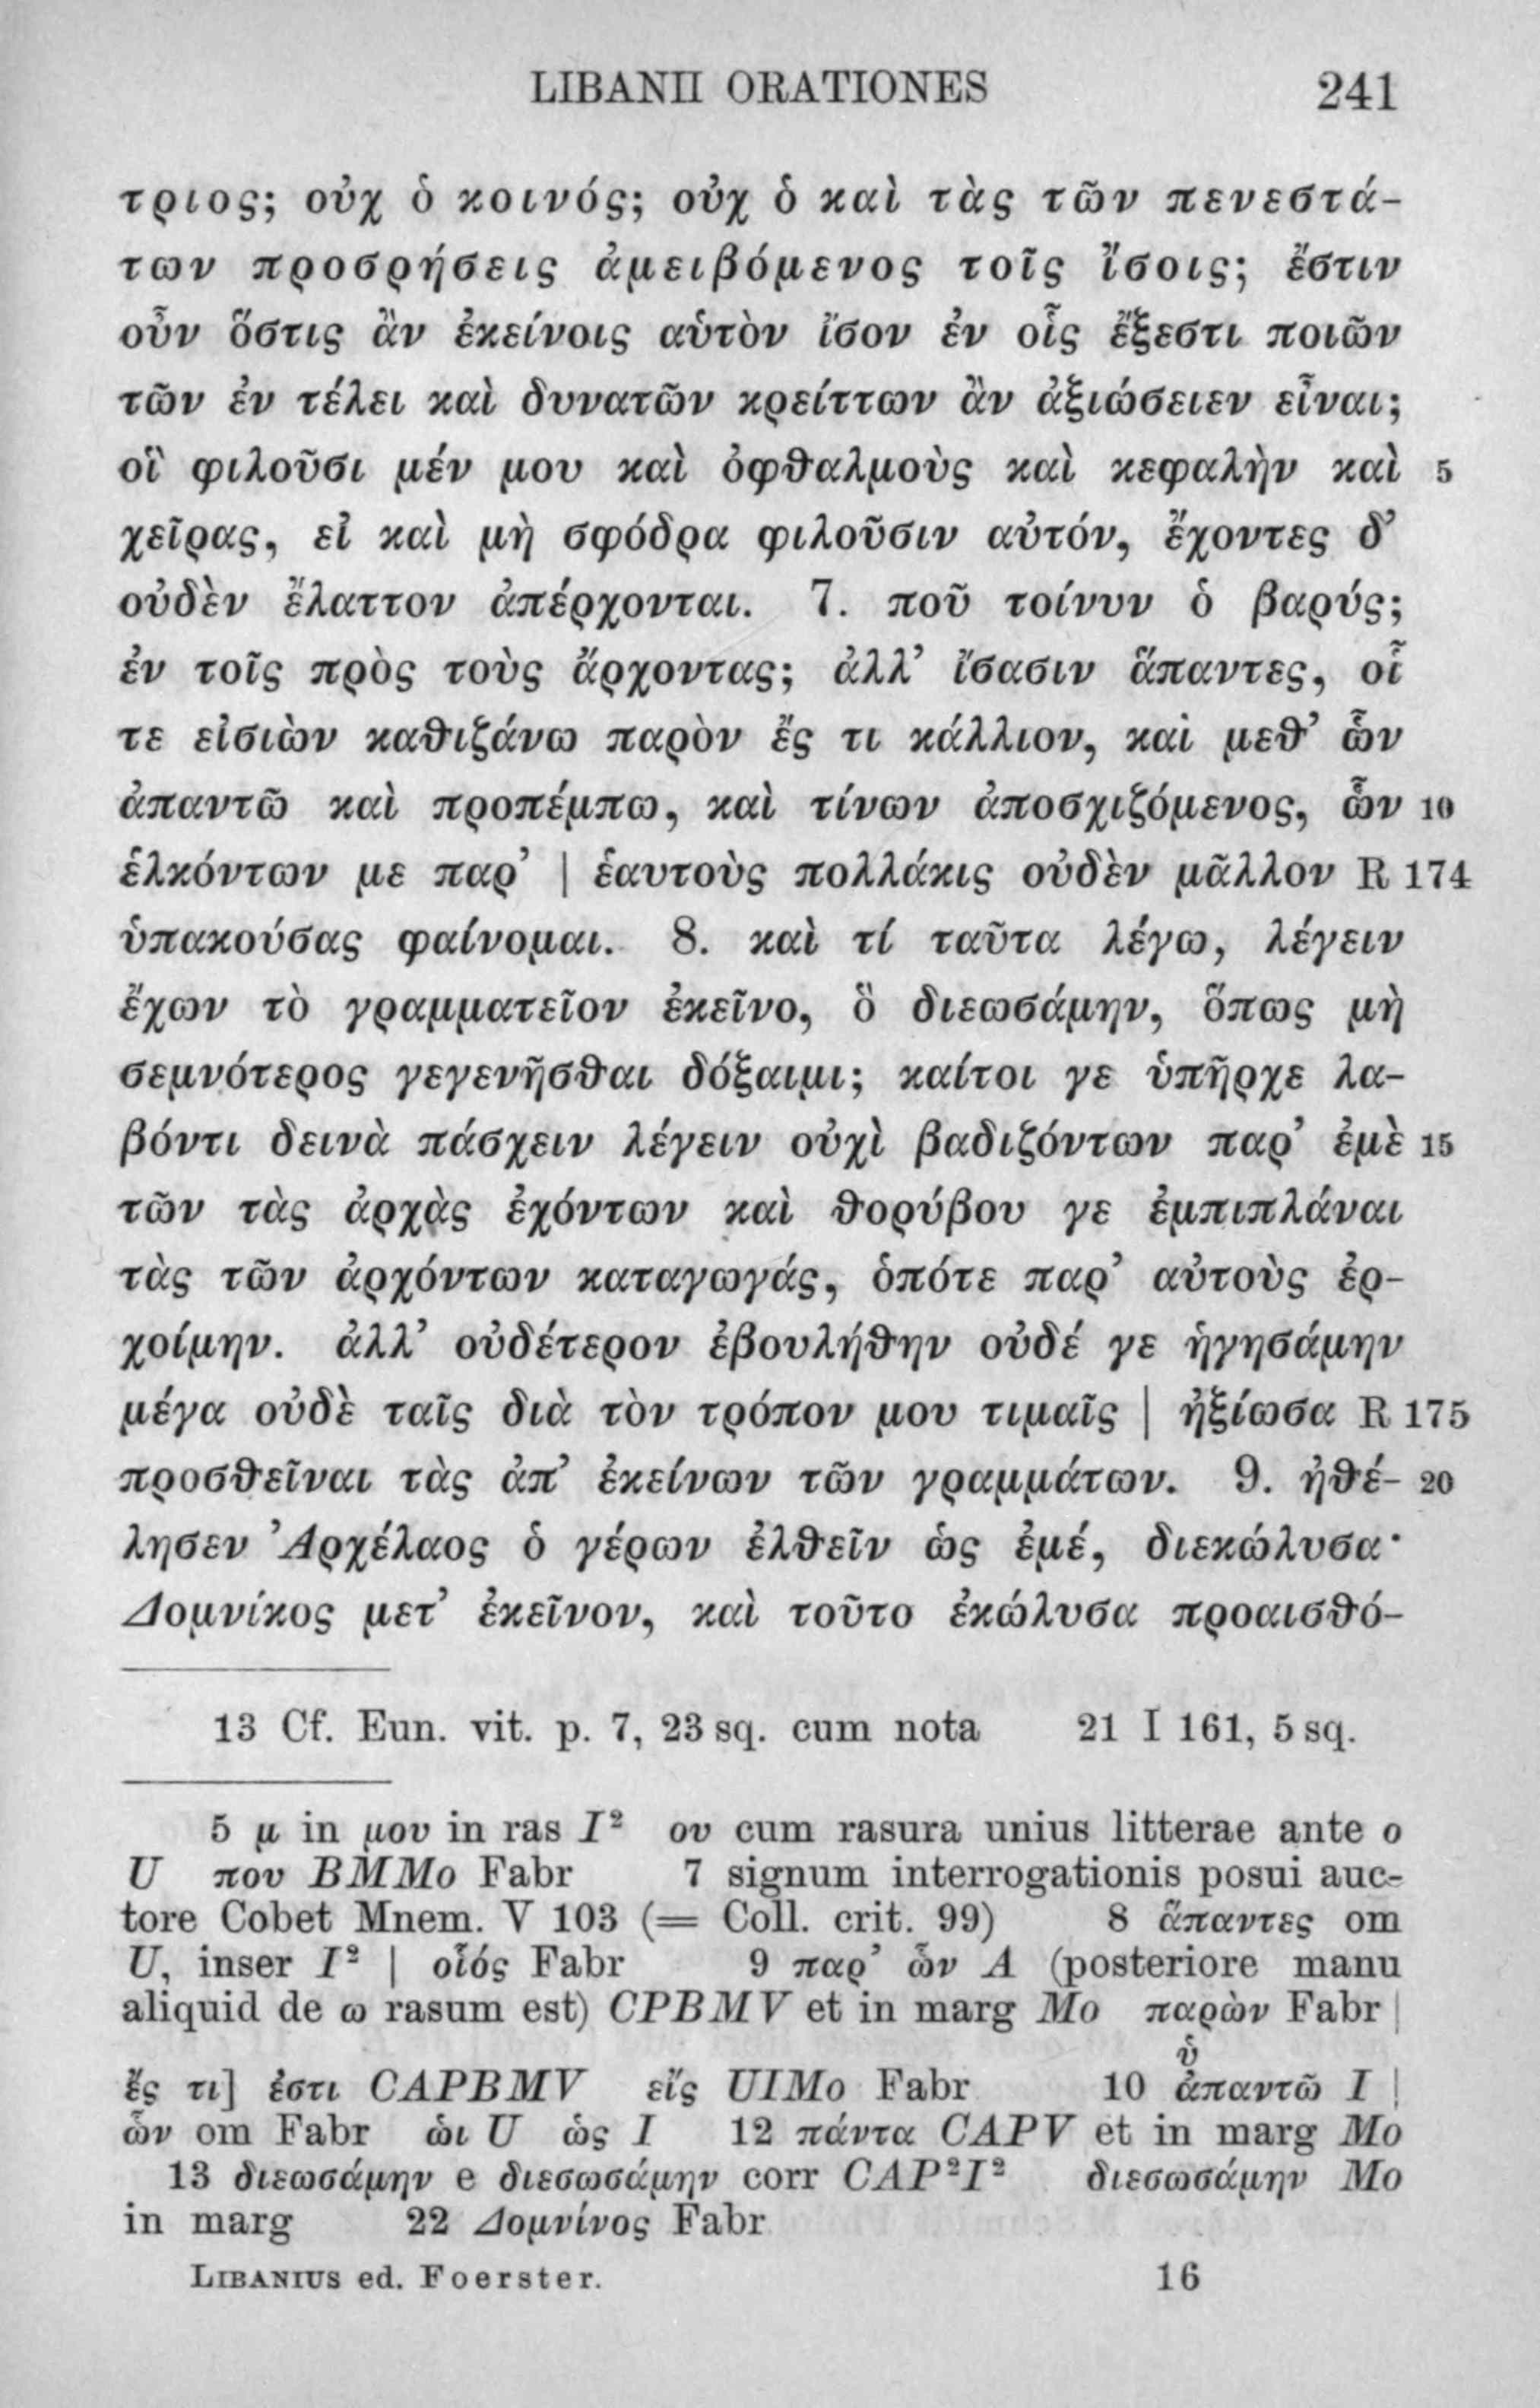 LIBANII ORATIONES 241
τριος; οὐχ ὁ κοινός; οὐχ ὁ καὶ τὰς τῶν πενεστά-
των προσρήσεις ἀμειβόμενος τοῖς ἴσοις; ἔστιν
οὖν ὅστις ἂν ἐκείνοις αὑτὸν ἴσον ἐν οἷς ἔξεστι ποιῶν
τῶν ἐν τέλει καὶ δυνατῶν κρείττων ἂν ἀξιώσειεν εἶναι;
οἳ φιλοῦσι μέν μου καὶ ὀφθαλμοὺς καὶ κεφαλὴν καὶ 5
χεῖρας, εἰ καὶ μὴ σφόδρα φιλοῦσιν αὐτόν, ἔχοντες δ’
οὐδὲν ἔλαττον ἀπέρχονται. 7. ποῦ τοίνυν ὁ βαρύς;
ἐν τοῖς πρὸς τοὺς ἄρχοντας; ἀλλ’ ἴσασιν ἅπαντες, οἷ
τε εἰσιὼν καθιζάνω παρὸν ἔς τι κάλλιον, καὶ μεθ’ ὧν
ἀπαντῶ καὶ προπέμπω, καὶ τίνων ἀποσχιζόμενος, ὧν 10
ἑλκόντων με παρ’ | ἑαυτοὺς πολλάκις οὐδὲν μᾶλλον R 174
ὑπακούσας φαίνομαι. 8. καὶ τί ταῦτα λέγω, λέγειν
ἔχων τὸ γραμματεῖον ἐκεῖνο, ὃ διεωσάμην, ὅπως μὴ
σεμνότερος γεγενῆσθαι δόξαιμι; καίτοι γε ὑπῆρχε λα-
βόντι δεινὰ πάσχειν λέγειν οὐχὶ βαδιζόντων παρ’ ἐμὲ 15
τῶν τὰς ἀρχὰς ἐχόντων καὶ θορύβου γε ἐμπιπλάναι
τὰς τῶν ἀρχόντων καταγωγάς, ὁπότε παρ’ αὐτοὺς ἐρ-
χοίμην. ἀλλ’ οὐδέτερον ἐβουλήθην οὐδέ γε ἡγησάμην
μέγα οὐδὲ ταῖς διὰ τὸν τρόπον μου τιμαῖς | ἠξίωσα R 175
προσθεῖναι τὰς ἀπ’ ἐκείνων τῶν γραμμάτων. 9. ἠθέ- 20
λησεν Ἀρχέλαος ὁ γέρων ἐλθεῖν ὡς ἐμέ, διεκώλυσα·
Δομνίκος μετ’ ἐκεῖνον, καὶ τοῦτο ἐκώλυσα προαισθό-
13 Cf. Eun. vit. p. 7, 23 sq. cum nota 21 I 161, 5 sq.
5 μ in μου in ras I² ου cum rasura unius litterae ante ο
U που BMMo Fabr 7 signum interrogationis posui auc-
tore Cobet Mnem. V 103 (= Coll. crit. 99) 8 ἅπαντες om
U, inser I² | οἷός Fabr 9 παρ’ ὧν A (posteriore manu
aliquid de ω rasum est) CPBMV et in marg Mo παρὼν Fabr |
ὑ
ἔς τι] ἐστι CAPBMV εἴς UIMo Fabr 10 ἀπαντῶ I |
ὧν om Fabr ὡι U ὡς I 12 πάντα CAPV et in marg Mo
13 διεωσάμην e διεσωσάμην corr CAP²I² διεσωσάμην Mo
in marg 22 Δομνίνος Fabr
LIBANIUS ed. Foerster. 16